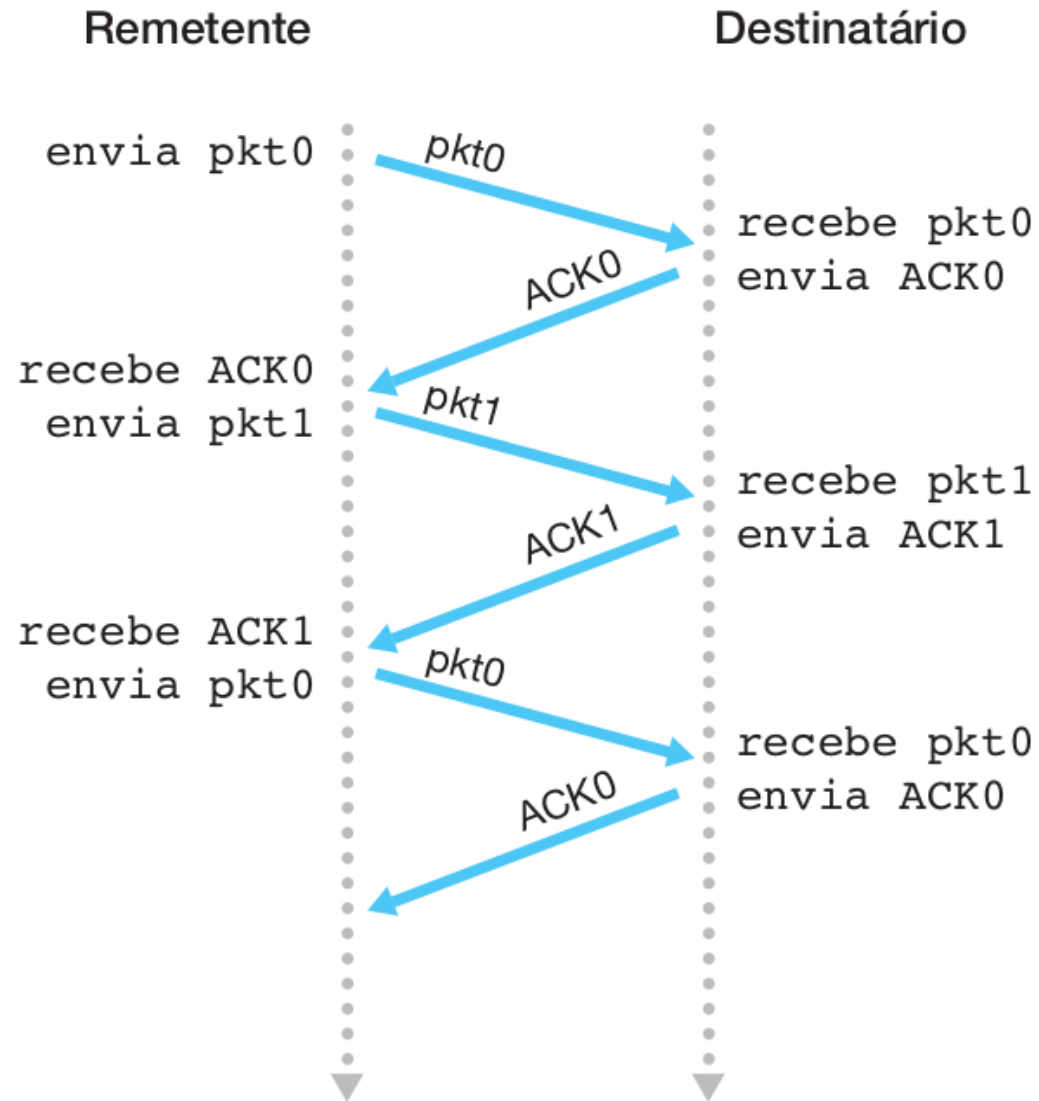 Remetente
Destinatário
envia pkt0
pkt0
recebe pkt0
envia ACK0
ACK0
recebe ACK0
envia pkt1
pkt1
recebe pkt1
envia ACK1
ACK1
recebe ACK1
envia pkt0
pkt0
recebe pkt0
envia ACK0
ACK0